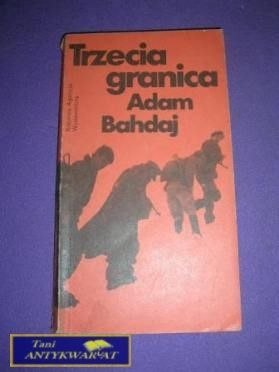 Trzecia
granica
Adam
Bahdaj
Krajowa Agencja
Wydawnicza
Tani
ANTYKWARIAT